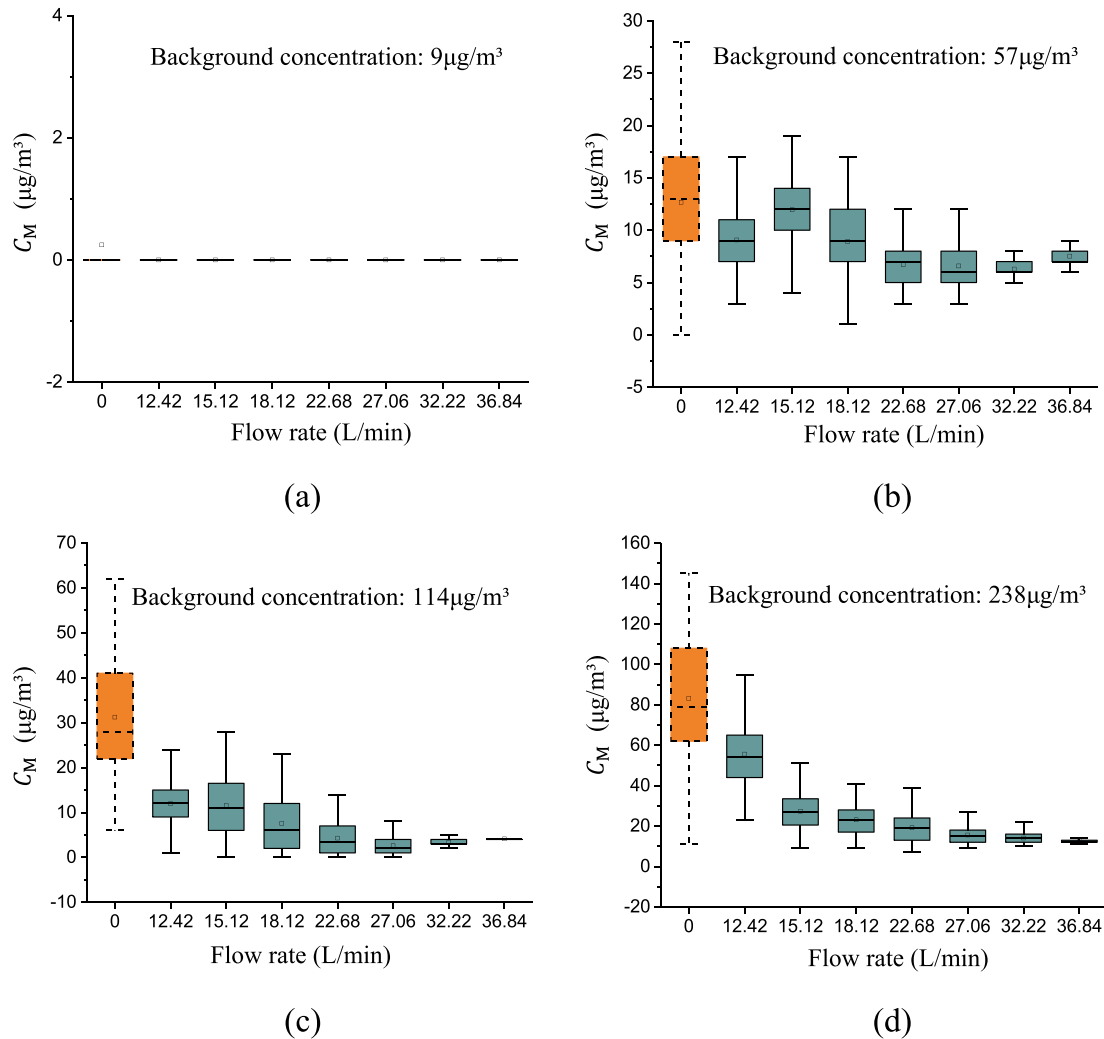 (a)
4
2
0
-2
C_M (μg/m³)
Background concentration: 9μg/m³
0 12.42 15.12 18.12 22.68 27.06 32.22 36.84
Flow rate (L/min)
(b)
30
25
20
15
10
5
0
-5
C_M (μg/m³)
Background concentration: 57μg/m³
0 12.42 15.12 18.12 22.68 27.06 32.22 36.84
Flow rate (L/min)
(c)
70
60
50
40
30
20
10
0
-10
C_M (μg/m³)
Background concentration: 114μg/m³
0 12.42 15.12 18.12 22.68 27.06 32.22 36.84
Flow rate (L/min)
(d)
160
140
120
100
80
60
40
20
0
-20
C_M (μg/m³)
Background concentration: 238μg/m³
0 12.42 15.12 18.12 22.68 27.06 32.22 36.84
Flow rate (L/min)